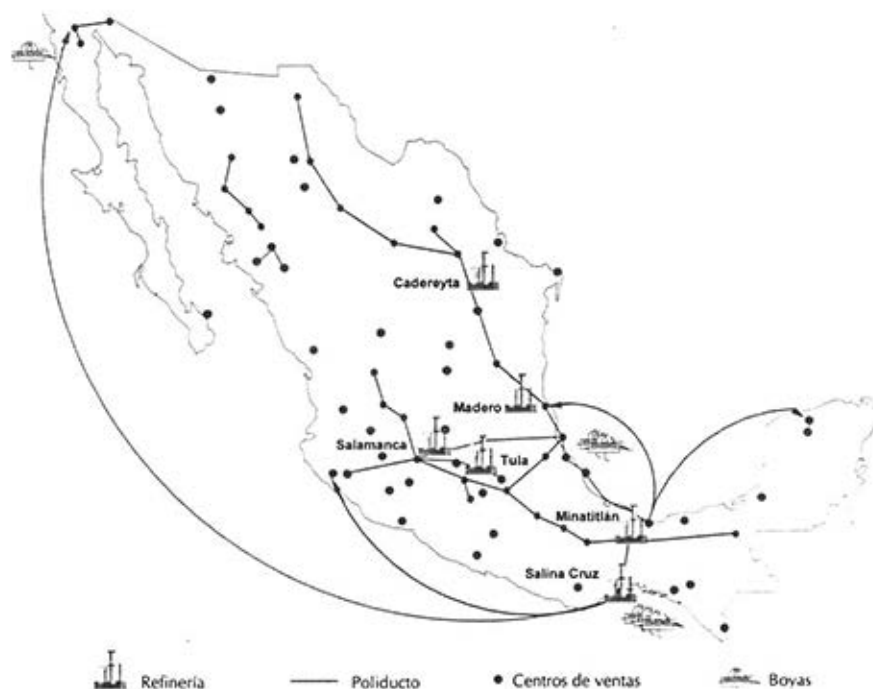 Cadereyta
Madero
Salamanca
Tula
Minatitlán
Salina Cruz
Refinería
Poliducto
Centros de ventas
Boyas